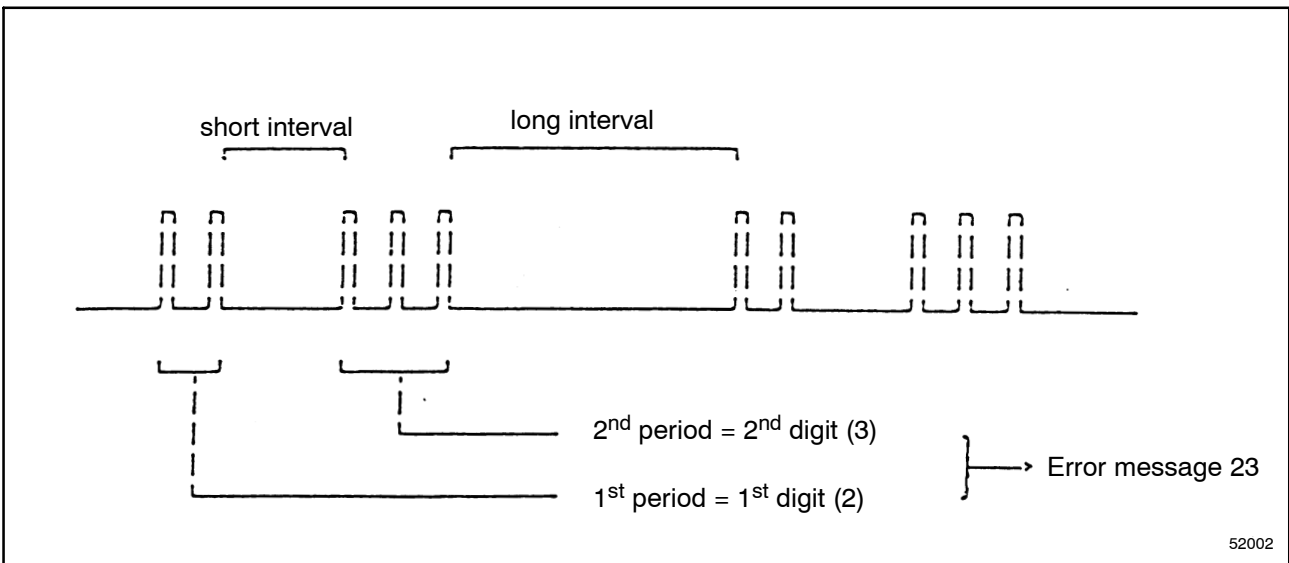 short interval
long interval
2nd period = 2nd digit (3)
Error message 23
1st period = 1st digit (2)
52002